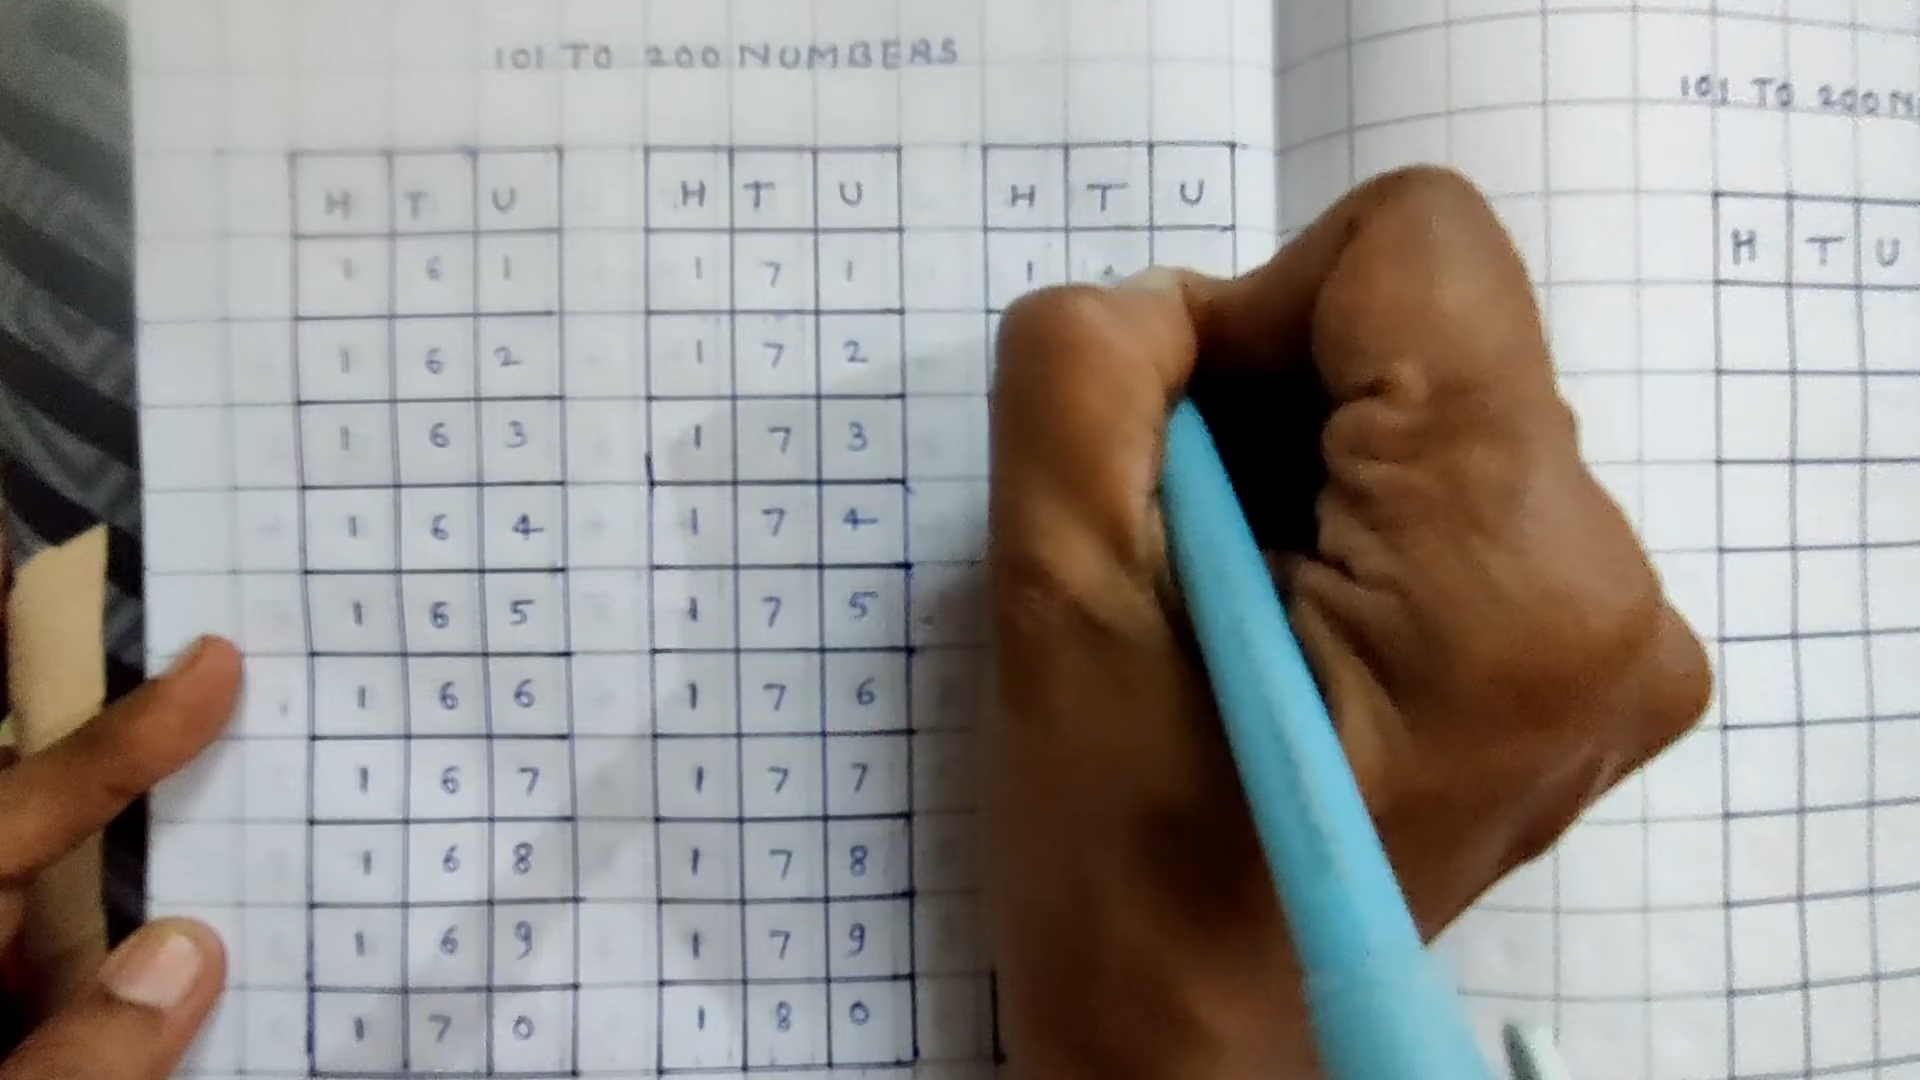 101 TO 200 NUMBERS
101 TO 200 N
H T U H T U H T U
H T U
1 6 1 1 7 1 1
1 6 2 1 7 2
1 6 3 1 7 3
1 6 4 1 7 4
1 6 5 1 7 5
1 6 6 1 7 6
1 6 7 1 7 7
1 6 8 1 7 8
1 6 9 1 7 9
1 7 0 1 8 0